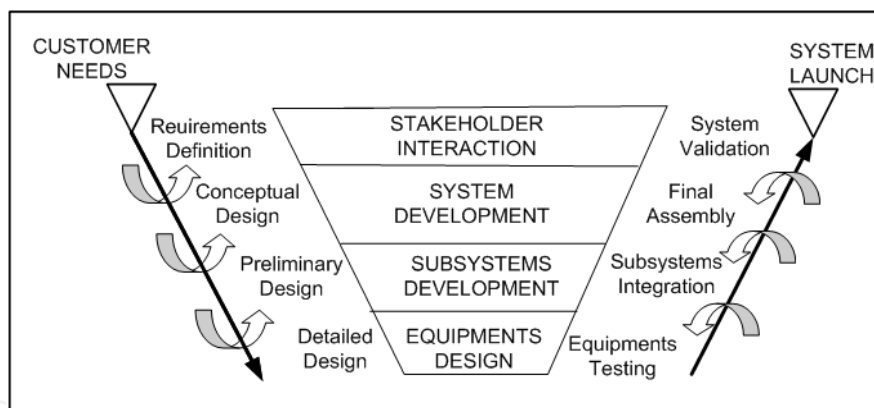 CUSTOMER
NEEDS
SYSTEM
LAUNCH
Reuirements
Definition
STAKEHOLDER
INTERACTION
System
Validation
Conceptual
Design
SYSTEM
DEVELOPMENT
Final
Assembly
Preliminary
Design
SUBSYSTEMS
DEVELOPMENT
Subsystems
Integration
Detailed
Design
EQUIPMENTS
DESIGN
Equipments
Testing